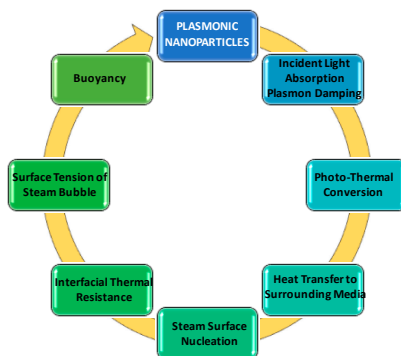 PLASMONIC
NANOPARTICLES
Incident Light
Absorption
Plasmon Damping
Photo-Thermal
Conversion
Heat Transfer to
Surrounding Media
Steam Surface
Nucleation
Interfacial Thermal
Resistance
Surface Tension of
Steam Bubble
Buoyancy